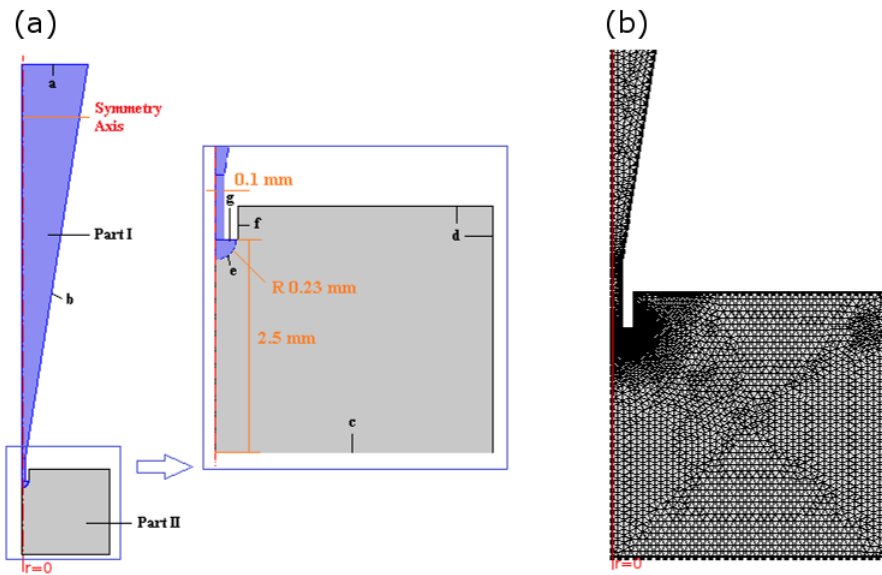 (a)
(b)
a
Symmetry
Axis
0.1 mm
g
f
d
Part I
e
b
R 0.23 mm
2.5 mm
c
Part II
r=0
r=0